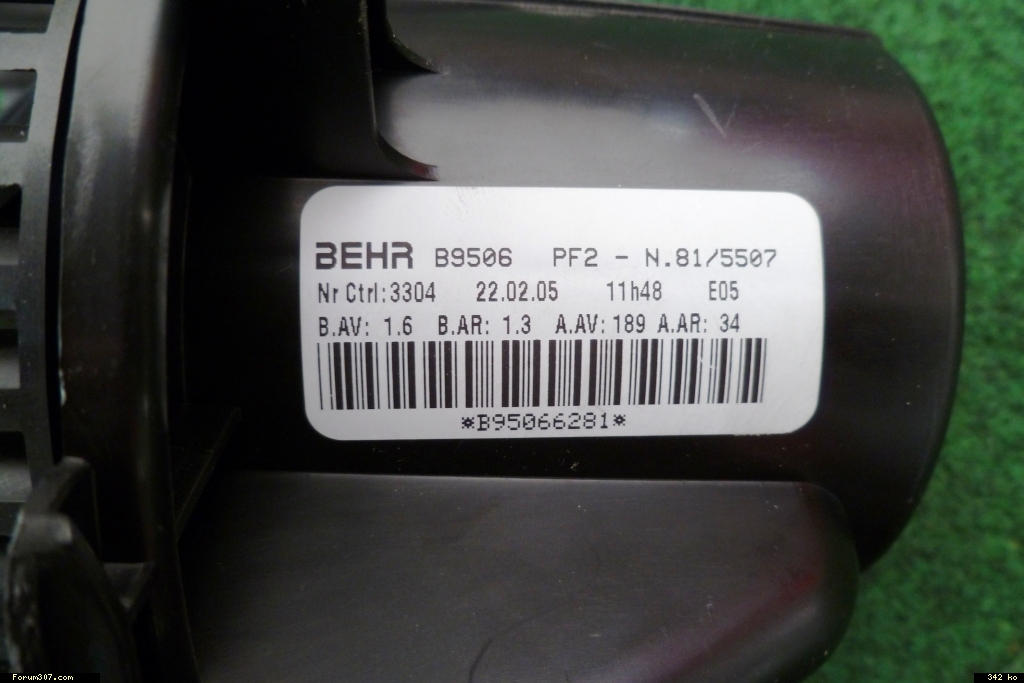 BEHR B9506 PF2 - N.81/5507
Nr Ctrl:3304 22.02.05 11h48 E05
B.AV: 1.6 B.AR: 1.3 A.AV: 189 A.AR: 34
*B95066281*
Forum307.com 342 ko